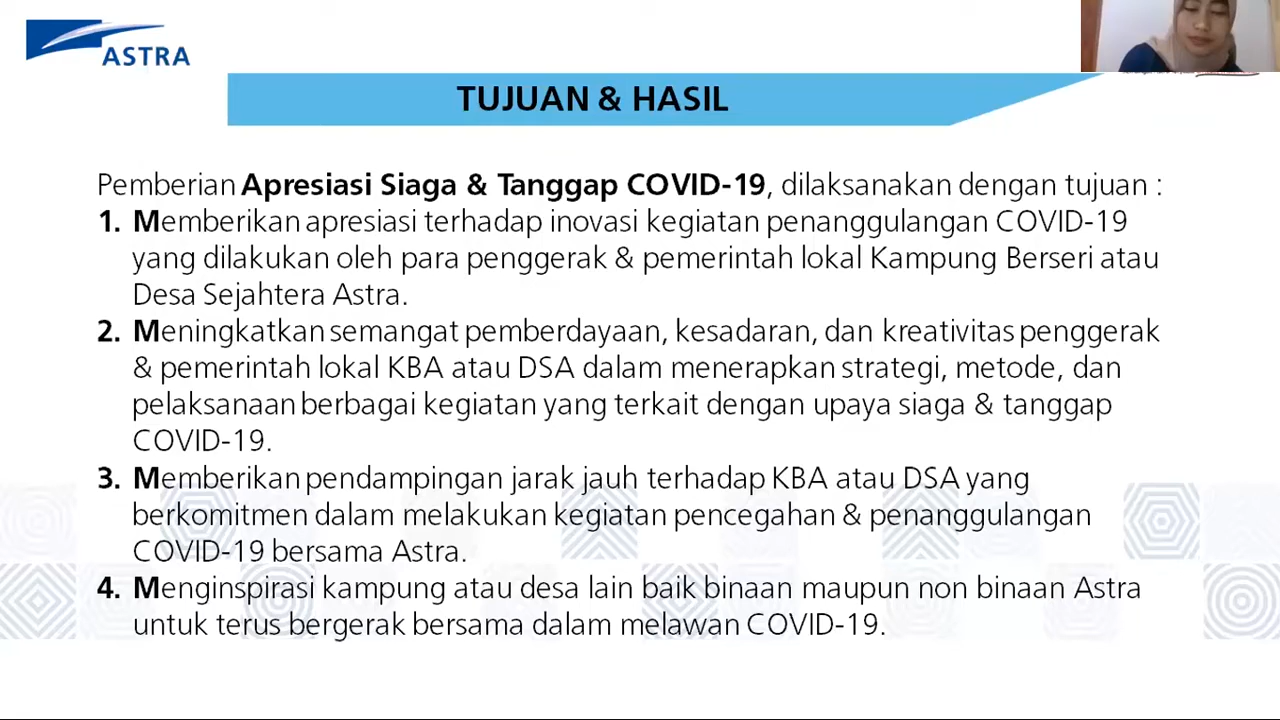 ASTRA
TUJUAN & HASIL
Pemberian Apresiasi Siaga & Tanggap COVID-19, dilaksanakan dengan tujuan :
1. Memberikan apresiasi terhadap inovasi kegiatan penanggulangan COVID-19
yang dilakukan oleh para penggerak & pemerintah lokal Kampung Berseri atau
Desa Sejahtera Astra.
2. Meningkatkan semangat pemberdayaan, kesadaran, dan kreativitas penggerak
& pemerintah lokal KBA atau DSA dalam menerapkan strategi, metode, dan
pelaksanaan berbagai kegiatan yang terkait dengan upaya siaga & tanggap
COVID-19.
3. Memberikan pendampingan jarak jauh terhadap KBA atau DSA yang
berkomitmen dalam melakukan kegiatan pencegahan & penanggulangan
COVID-19 bersama Astra.
4. Menginspirasi kampung atau desa lain baik binaan maupun non binaan Astra
untuk terus bergerak bersama dalam melawan COVID-19.